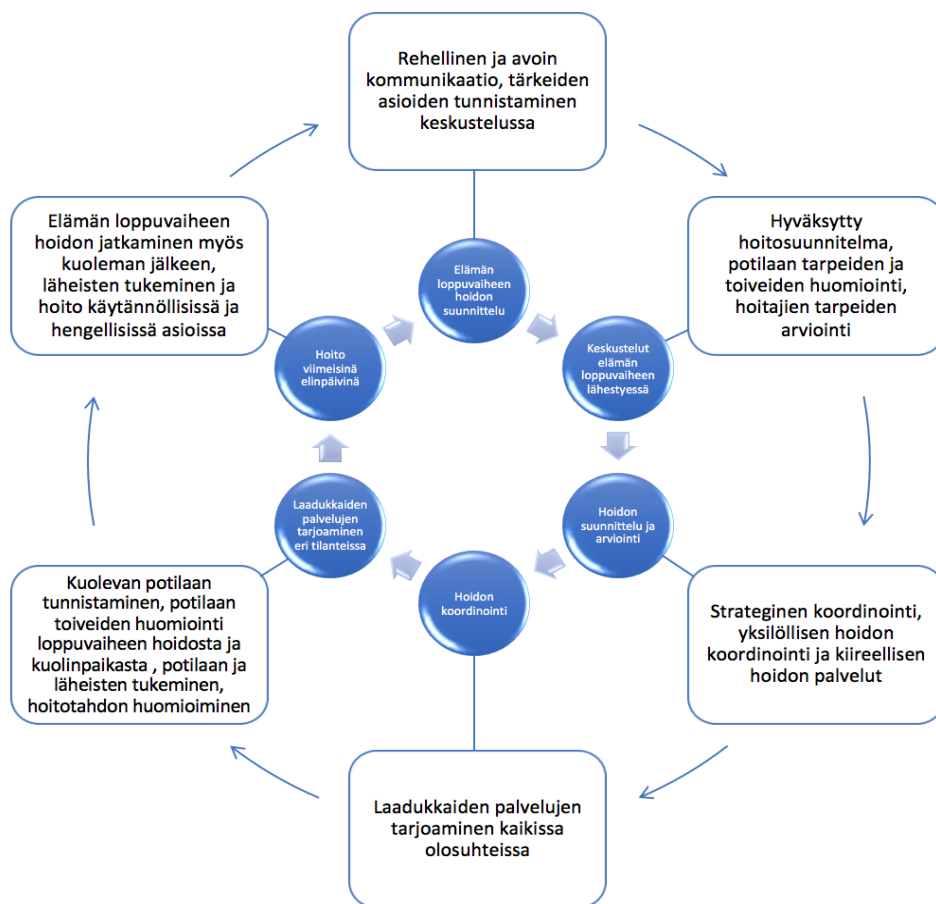 Rehellinen ja avoin
kommunikaatio, tärkeiden
asioiden tunnistaminen
keskustelussa
Hyväksytty
hoitosuunnitelma,
potilaan tarpeiden ja
toiveiden huomiointi,
hoitajien tarpeiden
arviointi
Strateginen koordinointi,
yksilöllisen hoidon
koordinointi ja kiireellisen
hoidon palvelut
Laadukkaiden palvelujen
tarjoaminen kaikissa
olosuhteissa
Kuolevan potilaan
tunnistaminen, potilaan
toiveiden huomiointi
loppuvaiheen hoidosta ja
kuolinpaikasta , potilaan ja
läheisten tukeminen,
hoitotahdon huomioiminen
Elämän loppuvaiheen
hoidon jatkaminen myös
kuoleman jälkeen,
läheisten tukeminen ja
hoito käytännöllisissä ja
hengellisissä asioissa
Elämän
loppuvaiheen
hoidon
suunnittelu
Keskustelut
elämän
loppuvaiheen
lähestyessä
Hoidon
suunnittelu ja
arviointi
Hoidon
koordinointi
Laadukkaiden
palvelujen
tarjoaminen
eri tilanteissa
Hoito
viimeisinä
elinpäivinä